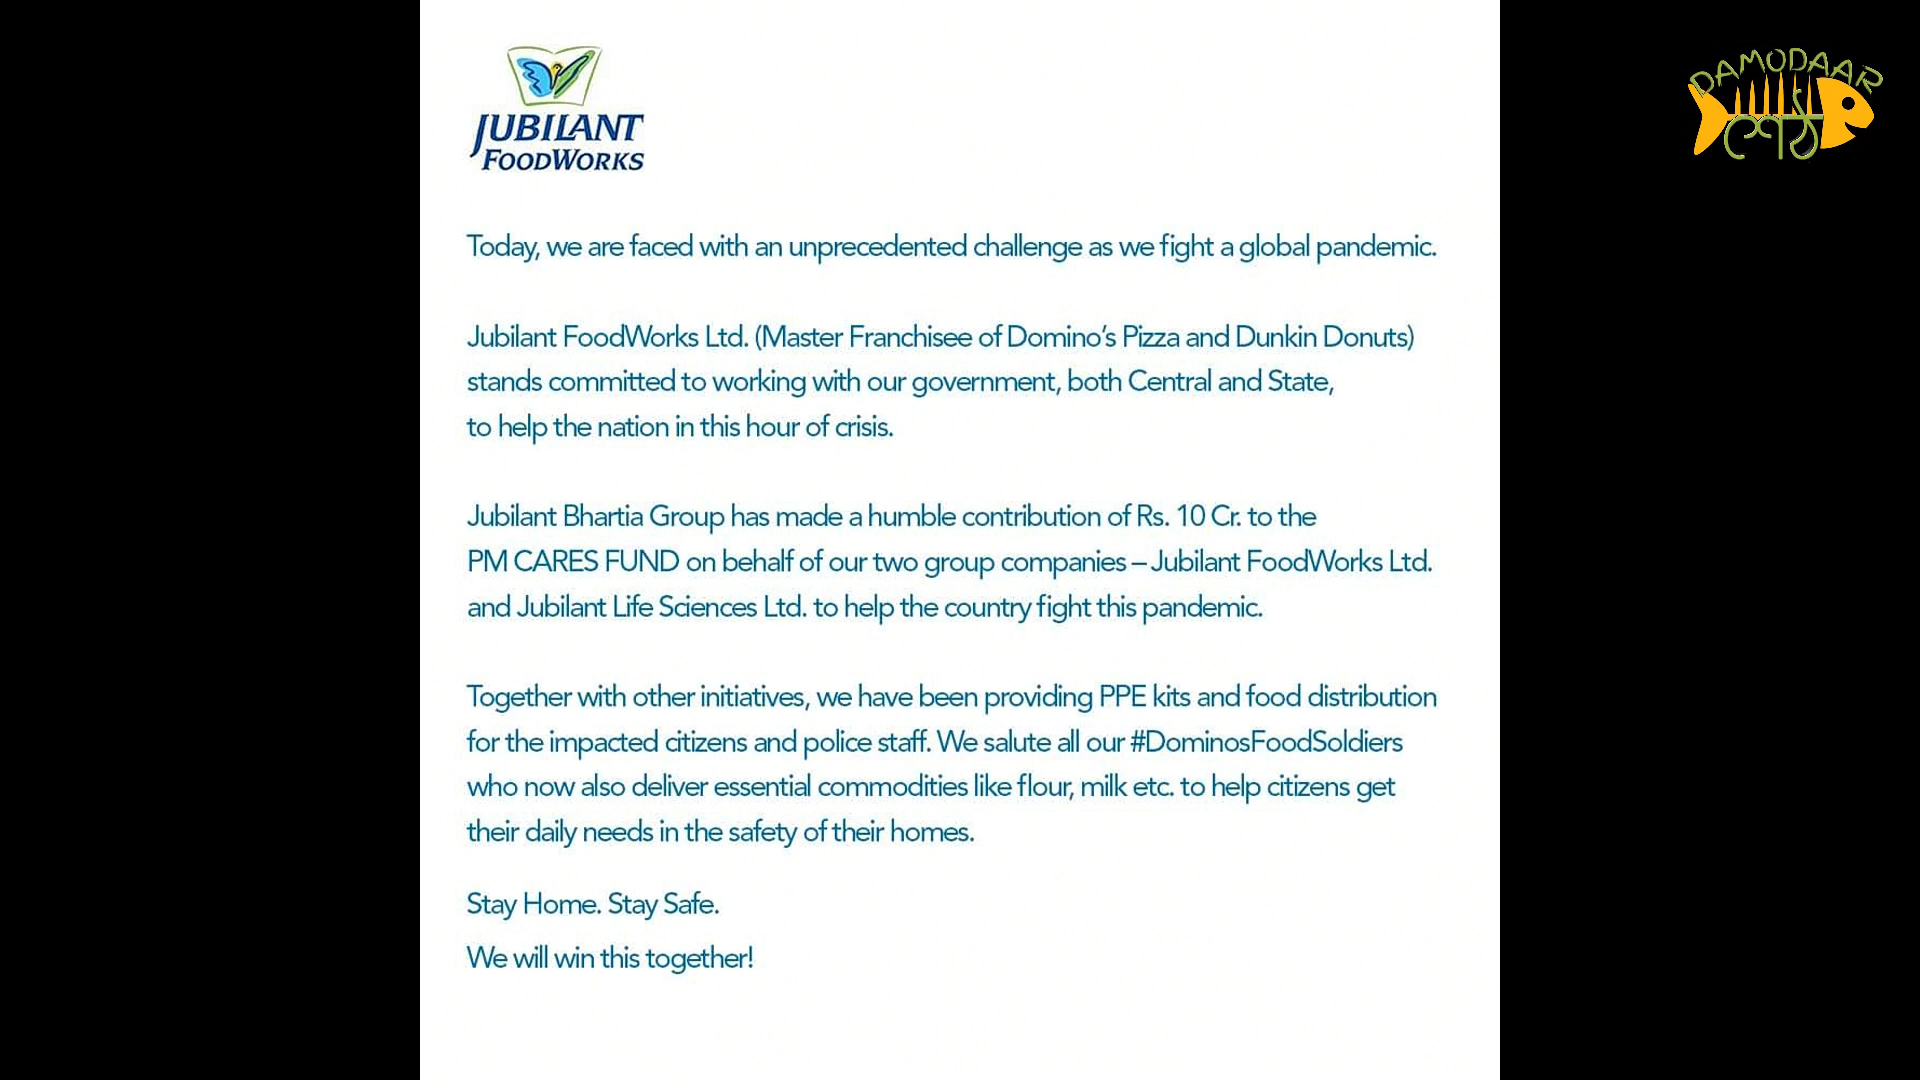 JUBILANT
FOODWORKS
DAMODAAR
Today, we are faced with an unprecedented challenge as we fight a global pandemic.
Jubilant FoodWorks Ltd. (Master Franchisee of Domino's Pizza and Dunkin Donuts)
stands committed to working with our government, both Central and State,
to help the nation in this hour of crisis.
Jubilant Bhartia Group has made a humble contribution of Rs. 10 Cr. to the
PM CARES FUND on behalf of our two group companies – Jubilant FoodWorks Ltd.
and Jubilant Life Sciences Ltd. to help the country fight this pandemic.
Together with other initiatives, we have been providing PPE kits and food distribution
for the impacted citizens and police staff. We salute all our #DominosFoodSoldiers
who now also deliver essential commodities like flour, milk etc. to help citizens get
their daily needs in the safety of their homes.
Stay Home. Stay Safe.
We will win this together!